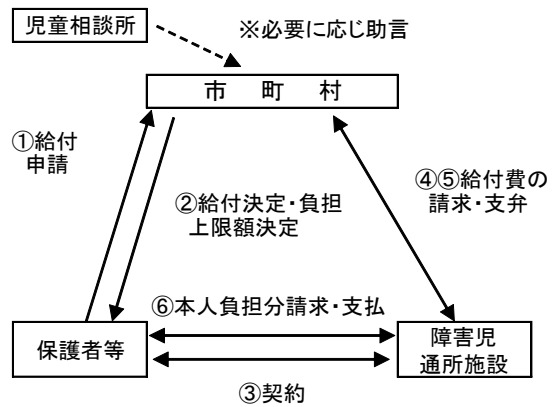 児童相談所
※必要に応じ助言
市　町　村
①給付
申請
②給付決定・負担
上限額決定
④⑤給付費の
請求・支弁
⑥本人負担分請求・支払
保護者等
障害児
通所施設
③契約